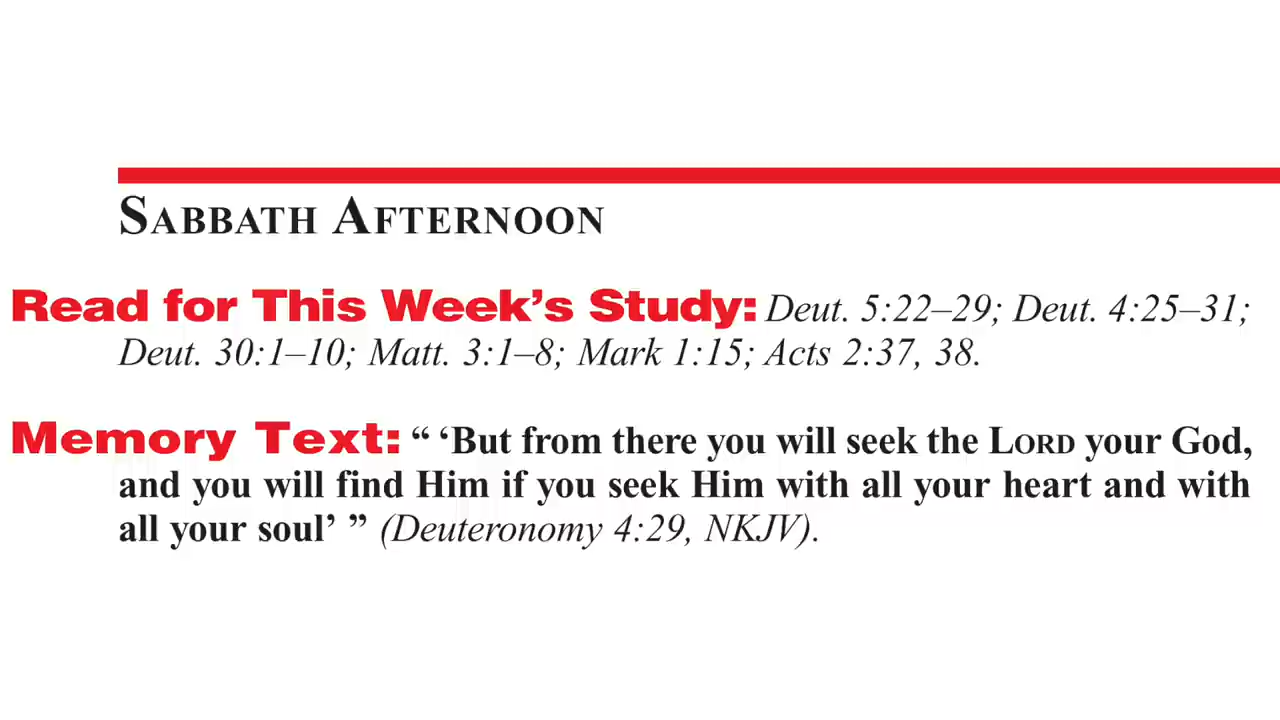 SABBATH AFTERNOON
Read for This Week’s Study: Deut. 5:22–29; Deut. 4:25–31;
Deut. 30:1–10; Matt. 3:1–8; Mark 1:15; Acts 2:37, 38.
Memory Text: “ ‘But from there you will seek the LORD your God,
and you will find Him if you seek Him with all your heart and with
all your soul’ ” (Deuteronomy 4:29, NKJV).